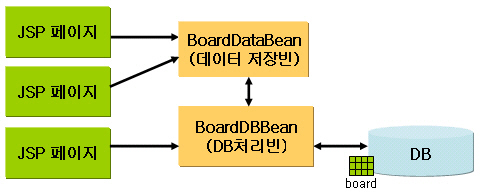 JSP 페이지
BoardDataBean
(데이터 저장빈)
JSP 페이지
BoardDBBean
(DB처리빈)
JSP 페이지
DB
board